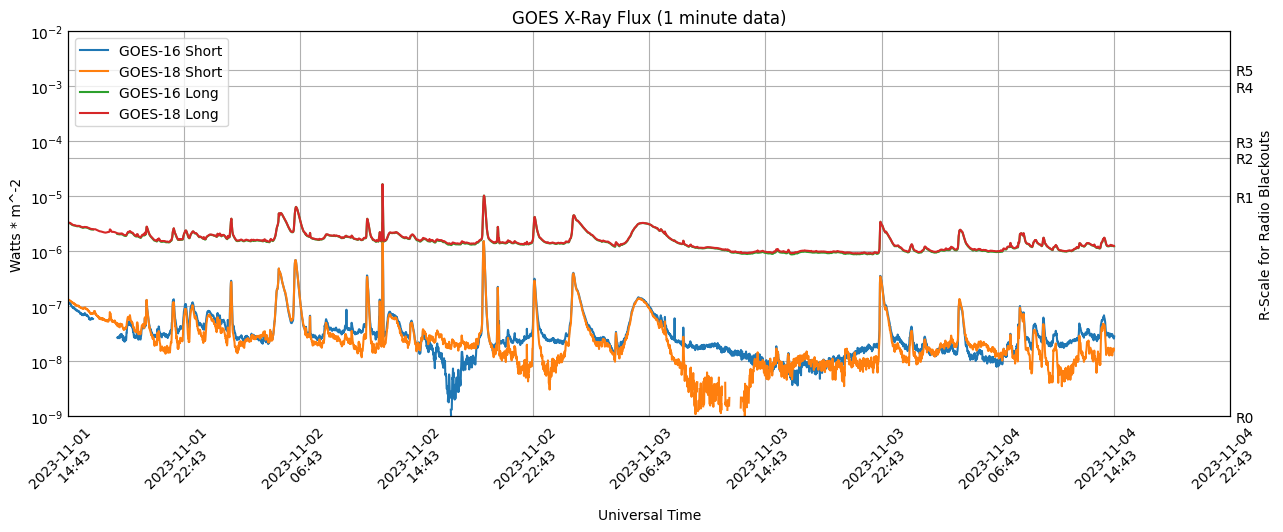 GOES X-Ray Flux (1 minute data)
GOES-16 Short
GOES-18 Short
GOES-16 Long
GOES-18 Long
Watts * m^-2
10^-2
10^-3
10^-4
10^-5
10^-6
10^-7
10^-8
10^-9
R5
R4
R3
R2
R1
R0
R-Scale for Radio Blackouts
2023-11-01
14:43
2023-11-01
22:43
2023-11-02
06:43
2023-11-02
14:43
2023-11-02
22:43
2023-11-03
06:43
2023-11-03
14:43
2023-11-03
22:43
2023-11-04
06:43
2023-11-04
14:43
2023-11-04
22:43
Universal Time